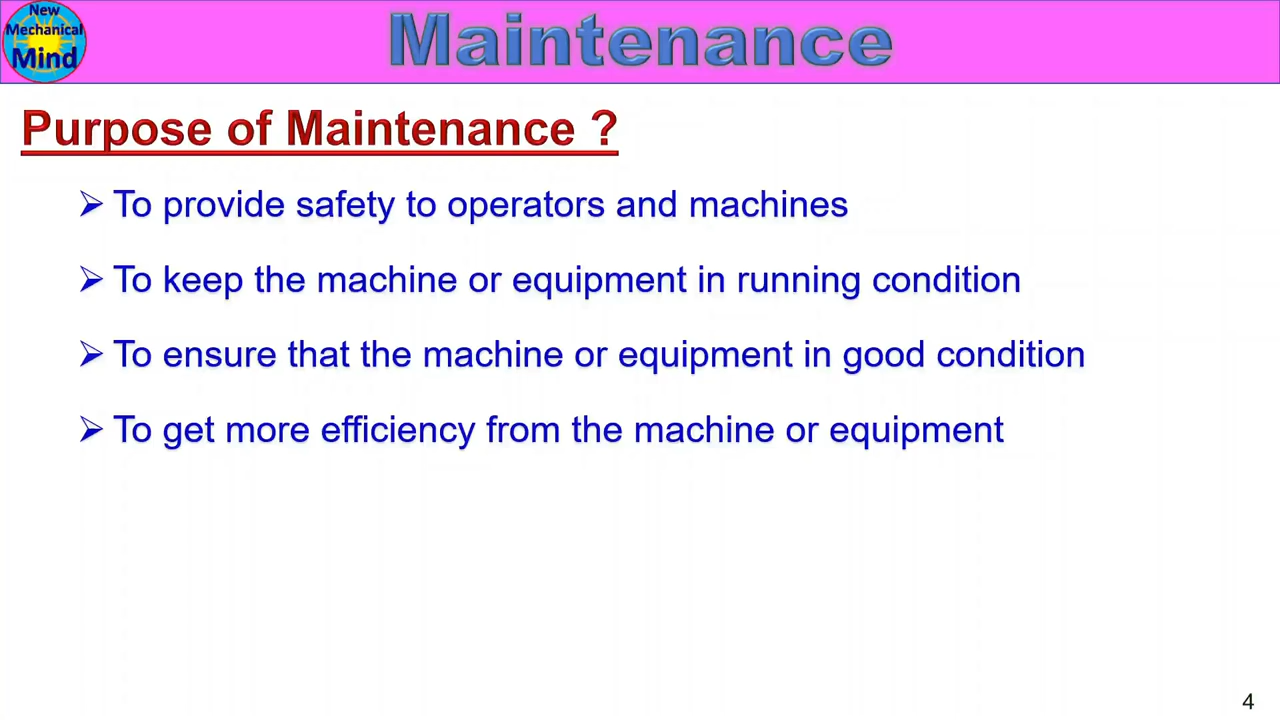 New
Mechanical
Mind
Maintenance
Purpose of Maintenance ?
➢ To provide safety to operators and machines
➢ To keep the machine or equipment in running condition
➢ To ensure that the machine or equipment in good condition
➢ To get more efficiency from the machine or equipment
4